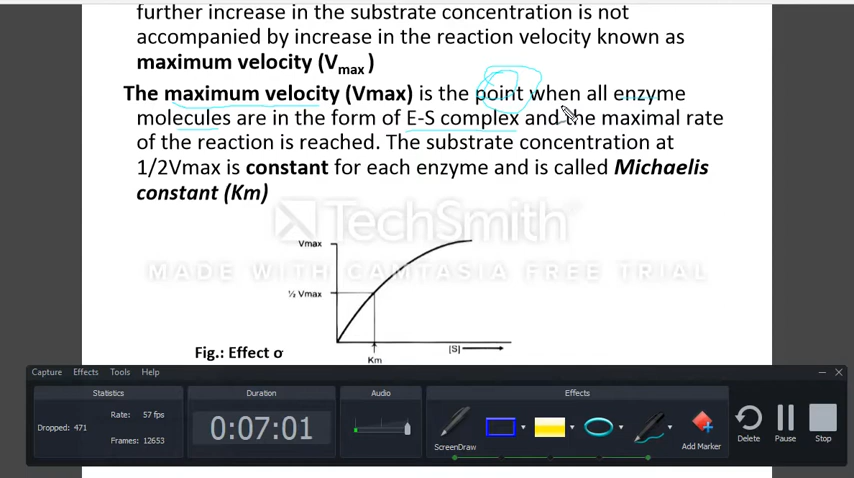 further increase in the substrate concentration is not
accompanied by increase in the reaction velocity known as
maximum velocity (Vmax)
The maximum velocity (Vmax) is the point when all enzyme
molecules are in the form of E-S complex and the maximal rate
of the reaction is reached. The substrate concentration at
1/2Vmax is constant for each enzyme and is called Michaelis
constant (Km)
TechSmith
MADE WITH CAMTASIA FREE TRIAL
Vmax
½ Vmax
Km
|S|
Fig.: Effect o
Capture Effects Tools Help
Statistics
Duration
Audio
Effects
Dropped: 471
Rate: 57 fps
Frames: 12653
0:07:01
ScreenDraw
Add Marker
Delete
Pause
Stop